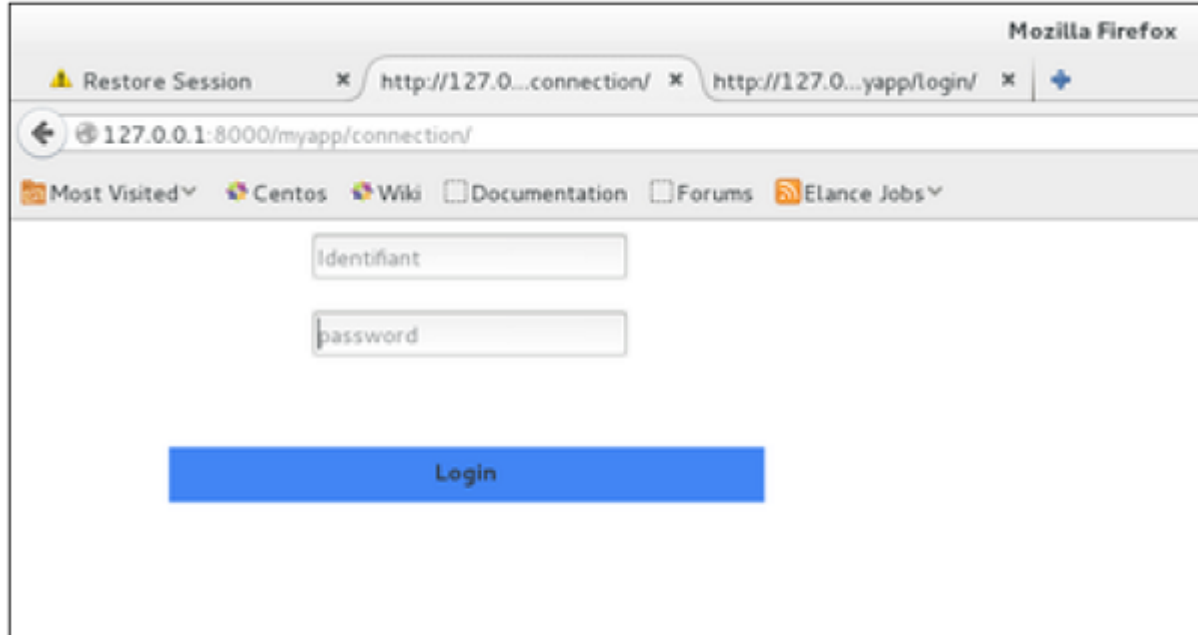 Mozilla Firefox
Restore Session
http://127.0...connection/
http://127.0...yapp/login/
127.0.0.1:8000/myapp/connection/
Most Visited Centos Wiki Documentation Forums Elance Jobs
Identifiant
password
Login